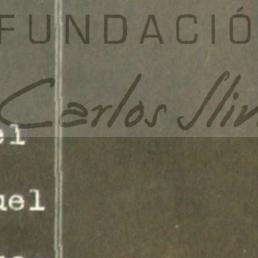 FUNDACIÓ
Carlos Slim
el
uel